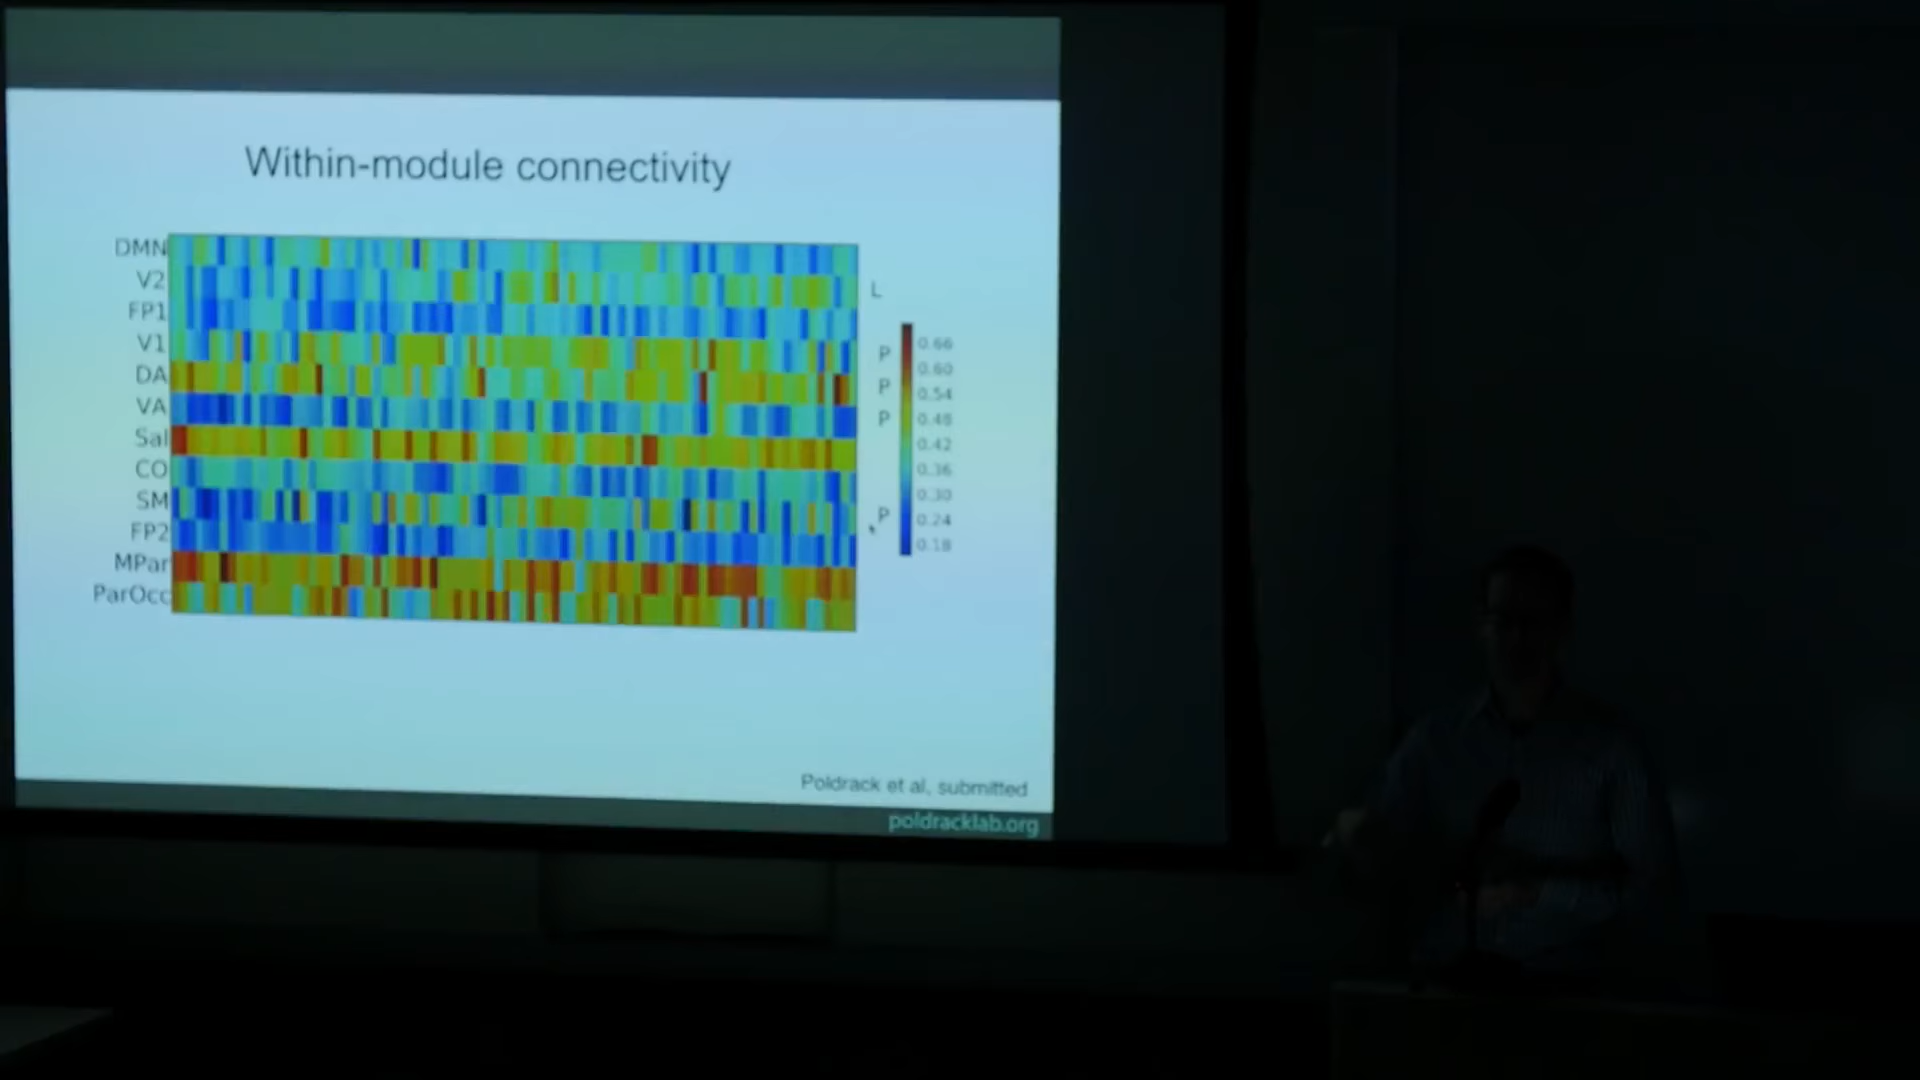 Within-module connectivity
DMN
V2
L
FP1
V1
P
0.66
DA
P
0.60
0.54
VA
P
0.48
Sal
0.42
CO
0.36
SM
0.30
FP2
P
0.24
0.18
MPar
ParOcc
Poldrack et al, submitted
poldracklab.org